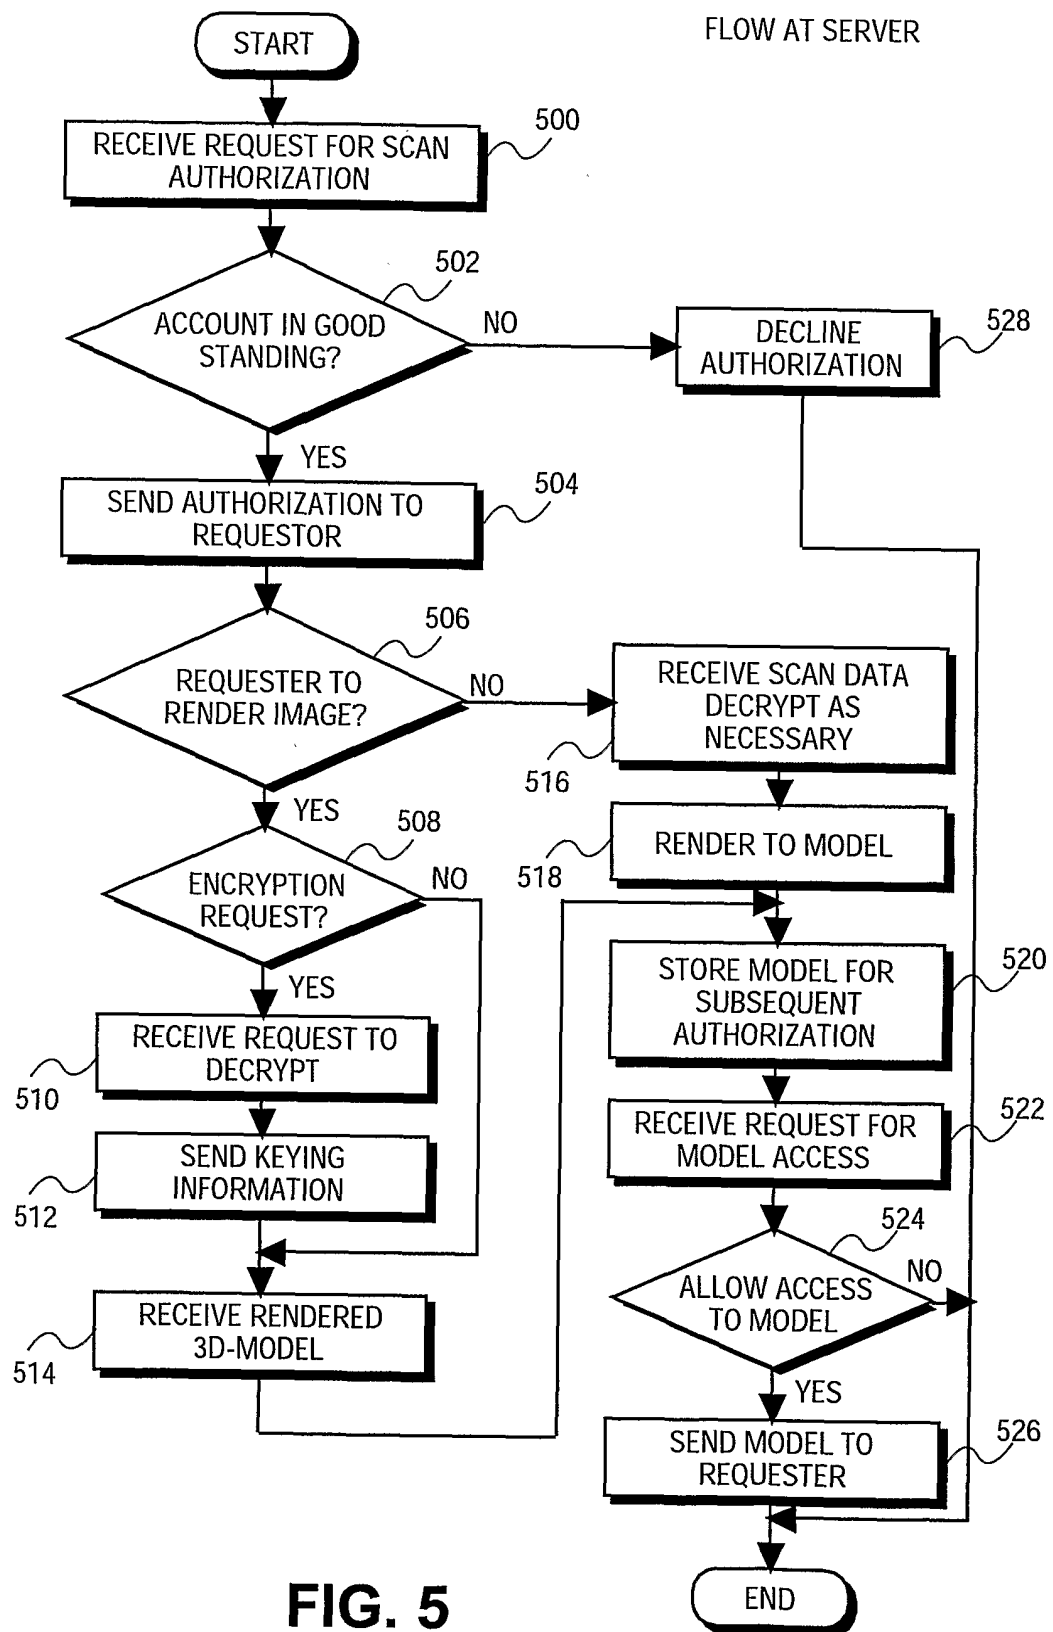 FLOW AT SERVER
START
500
RECEIVE REQUEST FOR SCAN
AUTHORIZATION
502
ACCOUNT IN GOOD
STANDING?
NO
DECLINE
AUTHORIZATION
528
YES
SEND AUTHORIZATION TO
REQUESTOR
504
506
REQUESTER TO
RENDER IMAGE?
NO
RECEIVE SCAN DATA
DECRYPT AS
NECESSARY
516
YES
508
ENCRYPTION
REQUEST?
NO
RENDER TO MODEL
518
YES
RECEIVE REQUEST TO
DECRYPT
510
SEND KEYING
INFORMATION
512
RECEIVE RENDERED
3D-MODEL
514
STORE MODEL FOR
SUBSEQUENT
AUTHORIZATION
520
RECEIVE REQUEST FOR
MODEL ACCESS
522
524
ALLOW ACCESS
TO MODEL
NO
YES
SEND MODEL TO
REQUESTER
526
END
FIG. 5